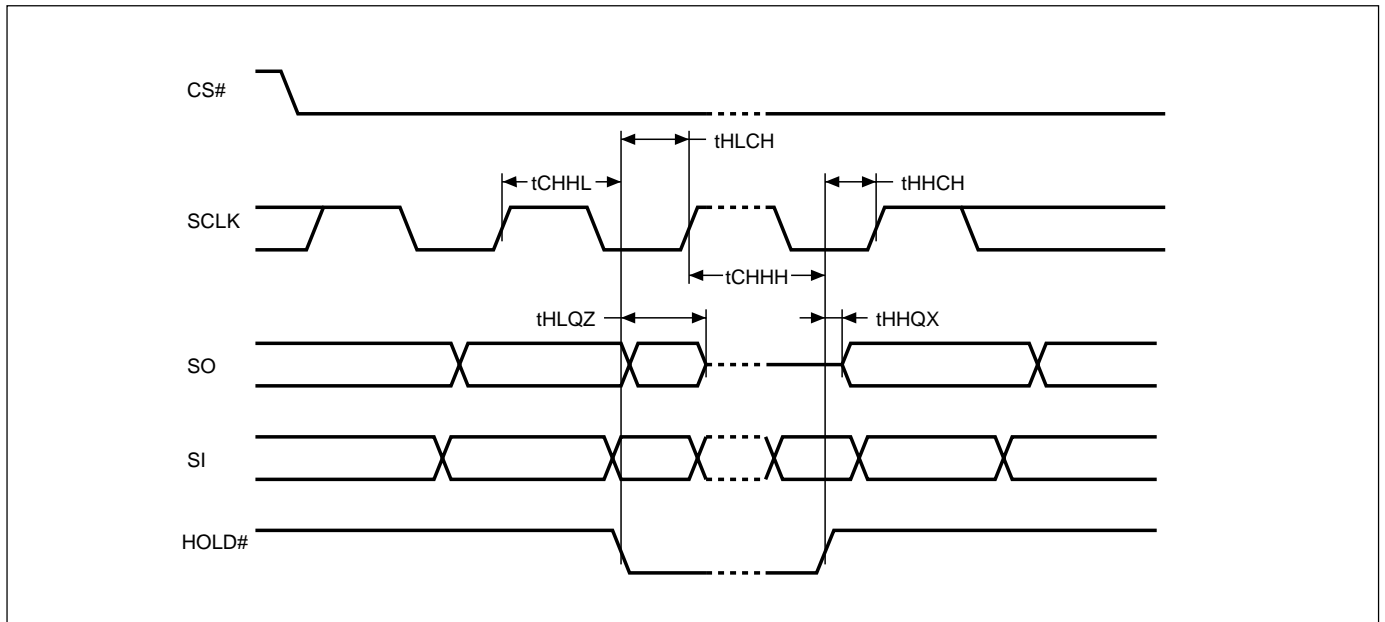 CS#
tHLCH
tCHHL
tHHCH
SCLK
tCHHH
tHLQZ
tHHQX
SO
SI
HOLD#